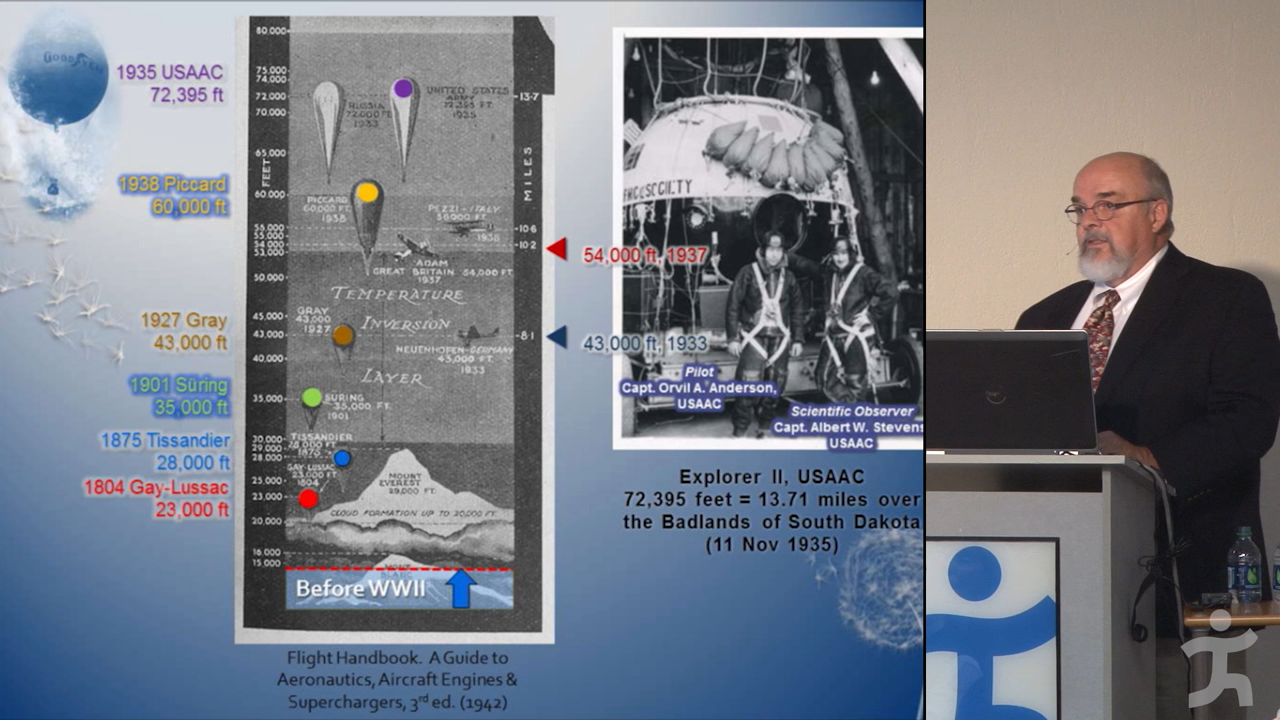 GOODYEAR
1935 USAAC
72,395 ft
1938 Piccard
60,000 ft
1927 Gray
43,000 ft
1901 Süring
35,000 ft
1875 Tissandier
28,000 ft
1804 Gay-Lussac
23,000 ft
80,000
75,000
74,000
72,000
70,000
65,000
60,000
55,000
54,000
53,000
50,000
45,000
43,000
40,000
35,000
30,000
29,000
28,000
25,000
23,000
20,000
16,000
15,000
FEET
MILES
13·7
10·6
10·2
8·1
RUSSIA
72,000 FT
1933
UNITED STATES
ARMY
72,395 FT.
1935
PICCARD
60,000 FT.
1938
PEZZI-ITALY
56,000 FT.
1938
ADAM
GREAT BRITAIN 54,000 FT.
1937
TEMPERATURE
INVERSION
LAYER
GRAY
43,000
1927
NEUENHOFEN-GERMANY
43,000 FT.
1933
SÜRING
35,000 FT.
1901
TISSANDIER
28,000 FT
1875
GAY-LUSSAC
23,000 FT
1804
MOUNT
EVEREST
29,000 FT.
CLOUD FORMATION UP TO 30,000 FT.
MONT
Before WWII
Flight Handbook. A Guide to
Aeronautics, Aircraft Engines &
Superchargers, 3rd ed. (1942)
54,000 ft, 1937
43,000 ft, 1933
SOCIETY
Pilot
Capt. Orvil A. Anderson,
USAAC
Scientific Observer
Capt. Albert W. Stevens
USAAC
Explorer II, USAAC
72,395 feet = 13.71 miles over
the Badlands of South Dakota
(11 Nov 1935)